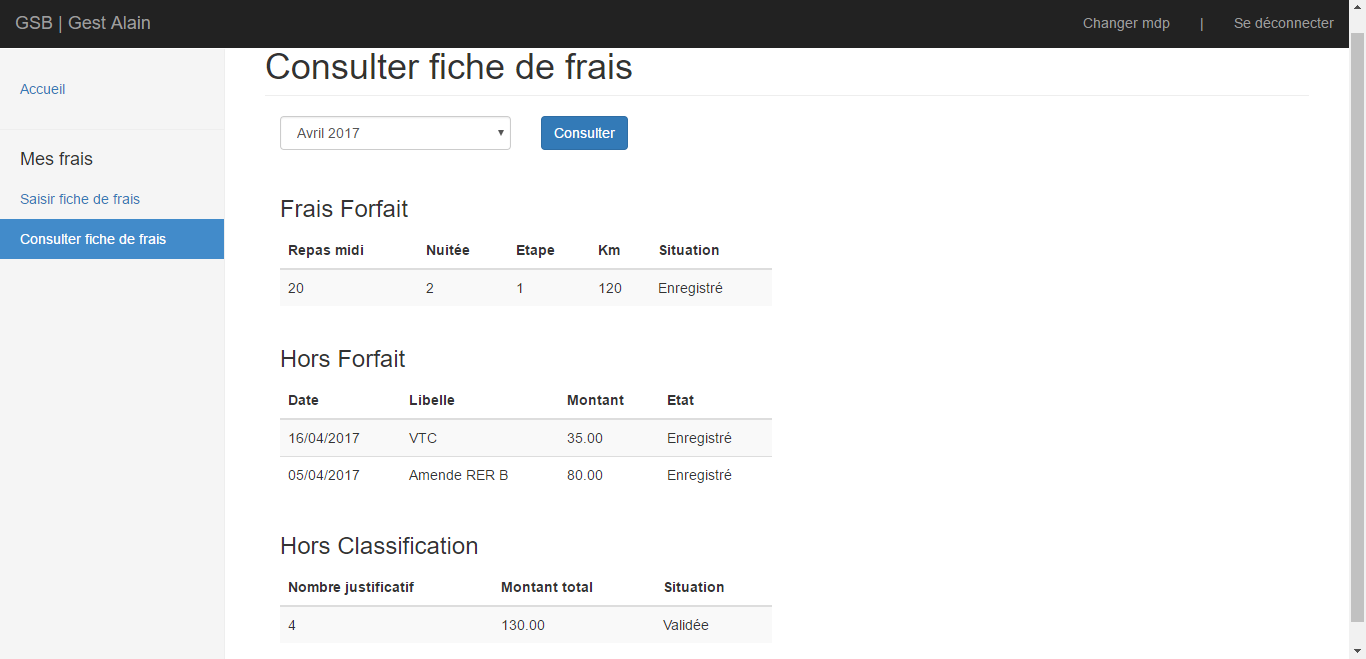 GSB | Gest Alain
Changer mdp | Se déconnecter
Accueil
Mes frais
Saisir fiche de frais
Consulter fiche de frais
Consulter fiche de frais
Avril 2017
Consulter
Frais Forfait
Repas midi Nuitée Etape Km Situation
20 2 1 120 Enregistré
Hors Forfait
Date Libelle Montant Etat
16/04/2017 VTC 35.00 Enregistré
05/04/2017 Amende RER B 80.00 Enregistré
Hors Classification
Nombre justificatif Montant total Situation
4 130.00 Validée